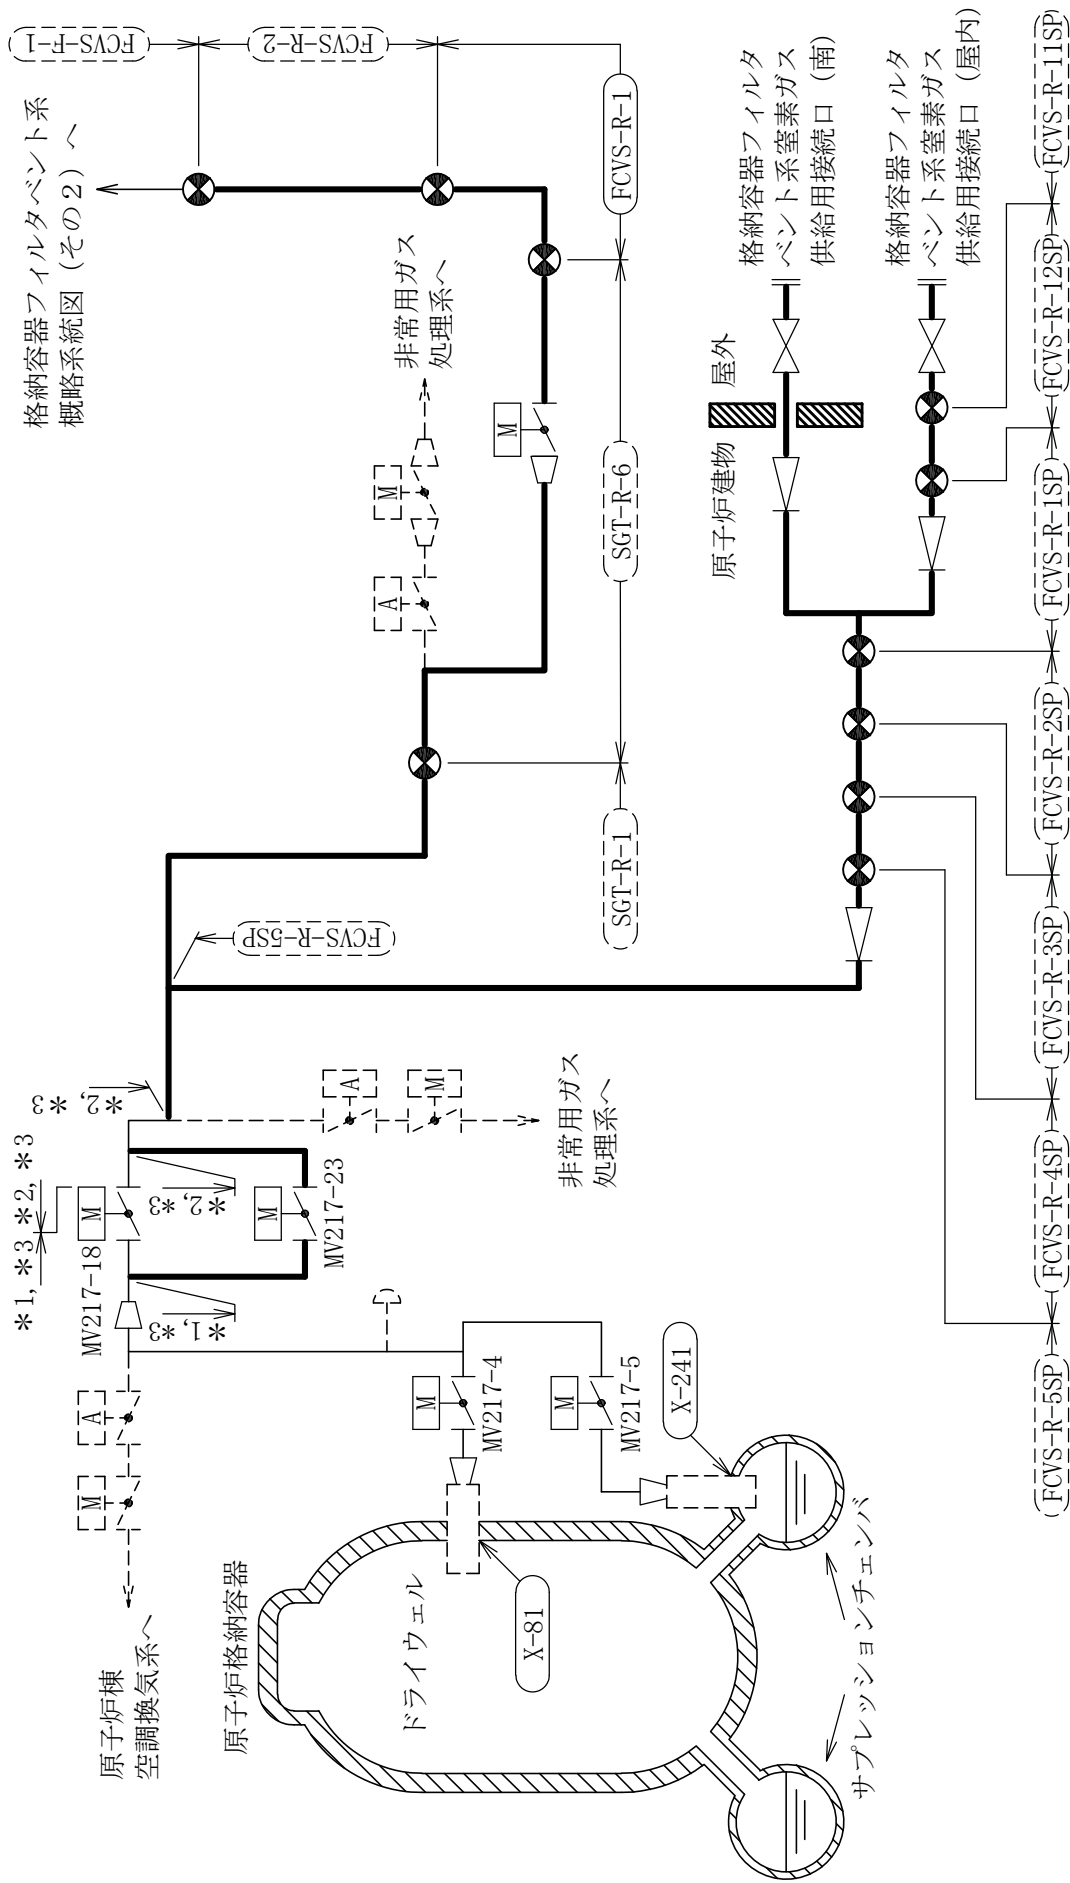 原子炉棟
空調換気系へ
原子炉格納容器
ドライウェル
サプレッションチェンバ
X-81
X-241
M
A
MV217-4
M
MV217-5
M
MV217-18
M
MV217-23
M
*1,*3
*2,*3
*1,*3
*2,*3
*2,*3
A
M
非常用ガス
処理系へ
FCVS-R-5SP
SGT-R-1
SGT-R-6
FCVS-R-1
FCVS-R-2
FCVS-F-1
A
M
非常用ガス
処理系へ
M
格納容器フィルタベント系
概略系統図（その２）へ
原子炉建物
屋外
格納容器フィルタ
ベント系窒素ガス
供給用接続口（南）
格納容器フィルタ
ベント系窒素ガス
供給用接続口（屋内）
FCVS-R-5SP
FCVS-R-4SP
FCVS-R-3SP
FCVS-R-2SP
FCVS-R-1SP
FCVS-R-12SP
FCVS-R-11SP